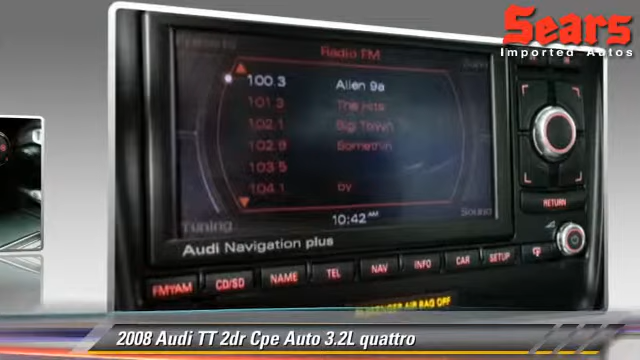 Sears
Imported Autos
Radio FM
100.3 Allen 9a
101.3 The Hits
102.1 Big Town
102.9 Somethin
103.5
104.1 by
Tuning
10:42 AM
Sound
Audi Navigation plus
RETURN
FM/AM CD/SD NAME TEL NAV INFO CAR SETUP
PASSENGER AIR BAG OFF
2008 Audi TT 2dr Cpe Auto 3.2L quattro